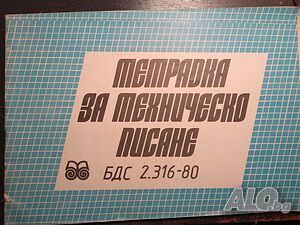 ТЕТРАДКА
ЗА ТЕХНИЧЕСКО
ПИСАНЕ
БДС 2.316-80
ALO.bg